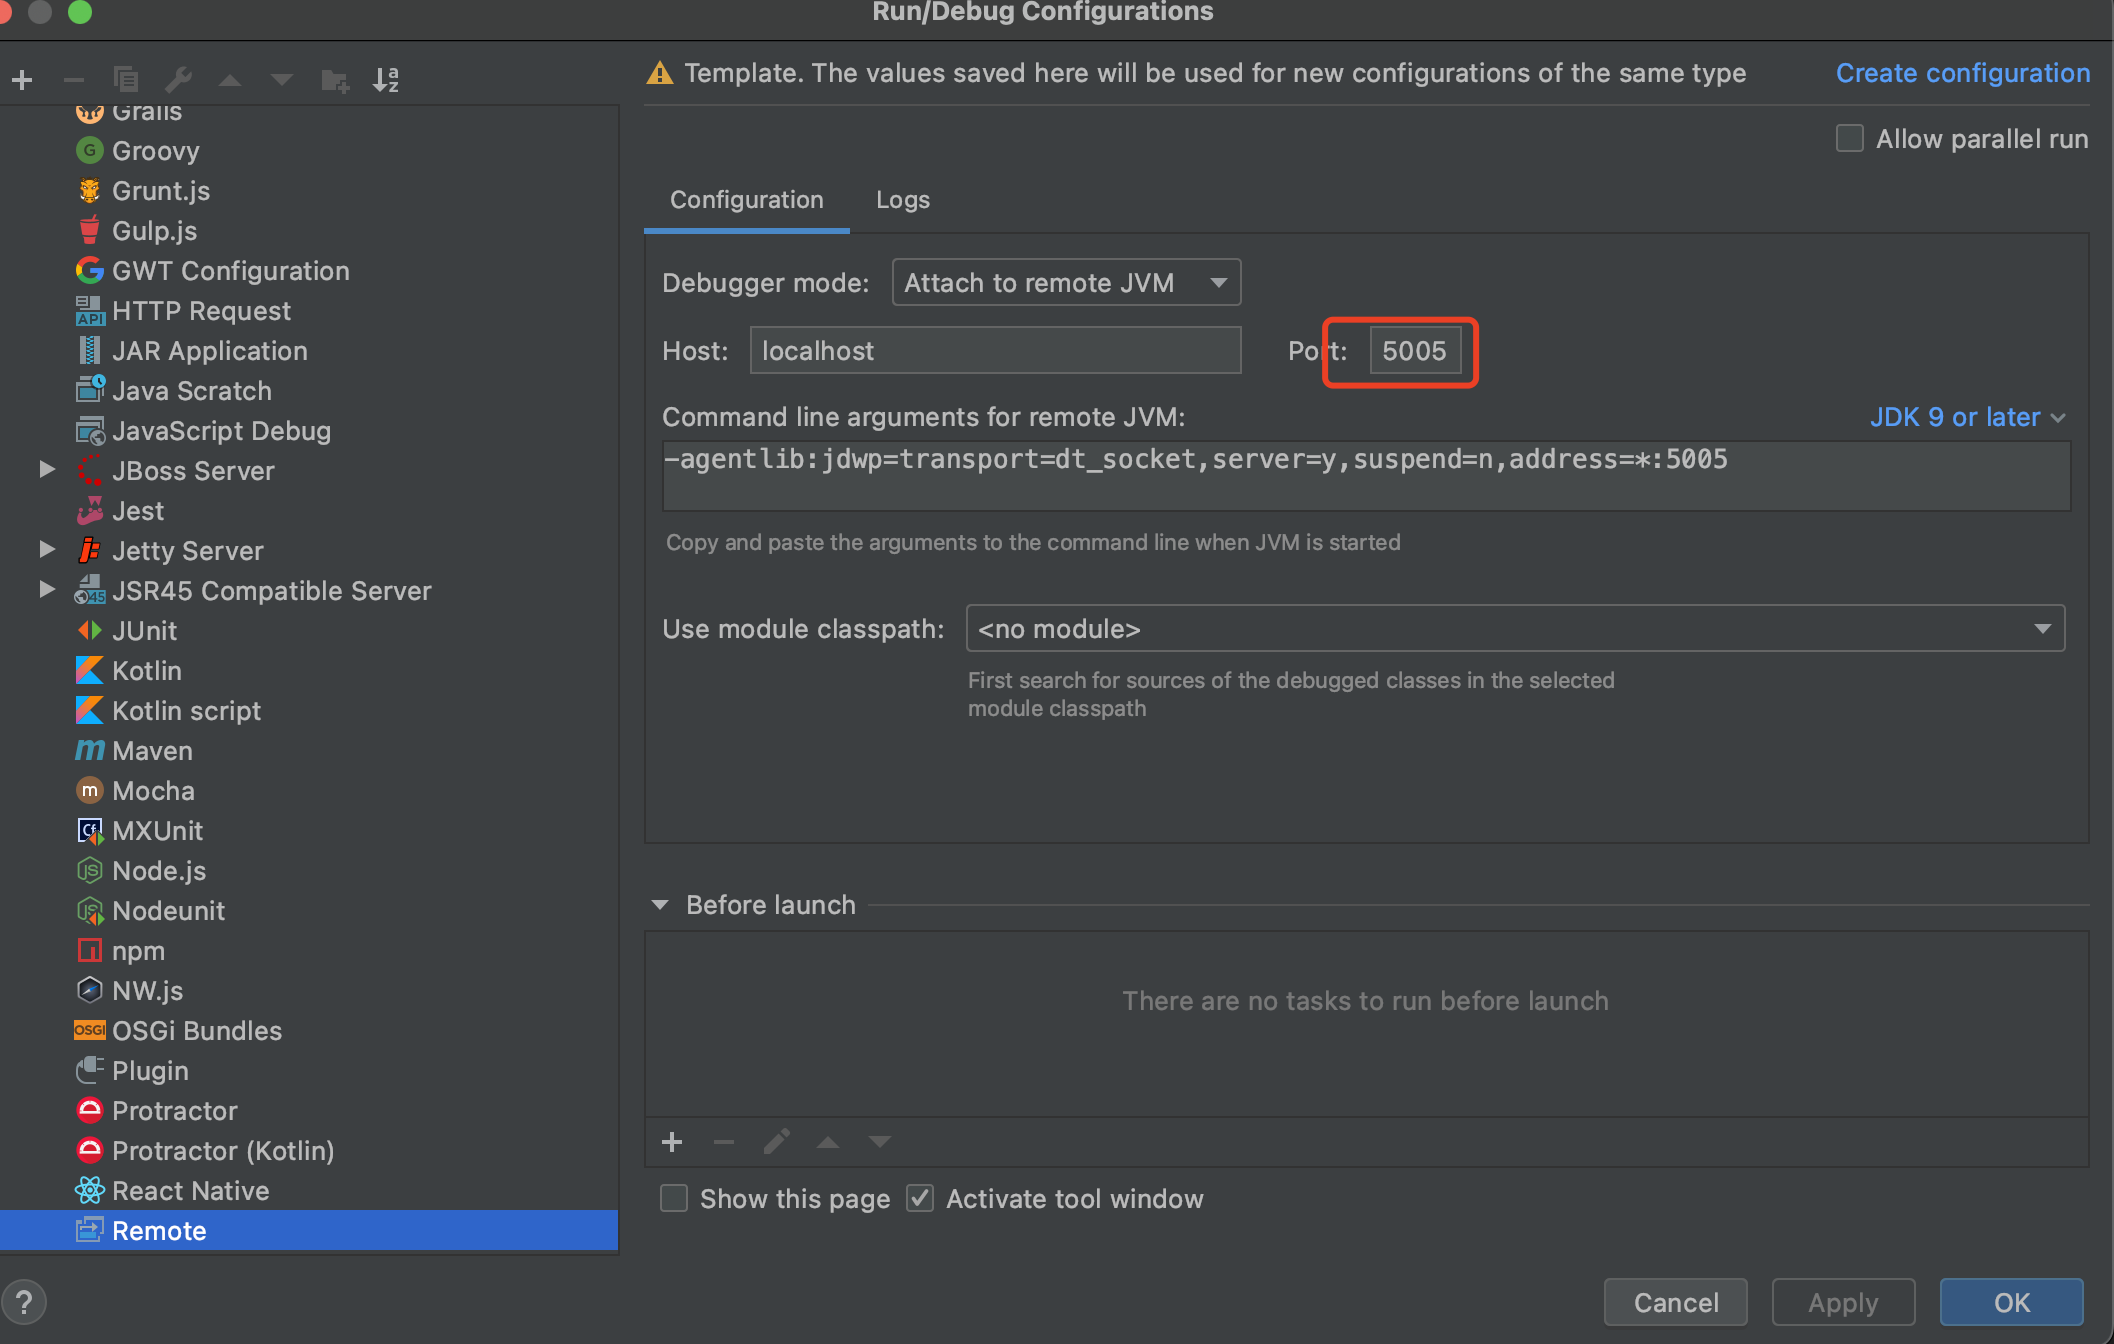 Run/Debug Configurations
Template. The values saved here will be used for new configurations of the same type
Create configuration
Allow parallel run
Grails
Groovy
Grunt.js
Gulp.js
GWT Configuration
HTTP Request
JAR Application
Java Scratch
JavaScript Debug
JBoss Server
Jest
Jetty Server
JSR45 Compatible Server
JUnit
Kotlin
Kotlin script
Maven
Mocha
MXUnit
Node.js
Nodeunit
npm
NW.js
OSGi Bundles
Plugin
Protractor
Protractor (Kotlin)
React Native
Remote
Configuration
Logs
Debugger mode:
Attach to remote JVM
Host:
localhost
Port:
5005
Command line arguments for remote JVM:
JDK 9 or later
-agentlib:jdwp=transport=dt_socket,server=y,suspend=n,address=*:5005
Copy and paste the arguments to the command line when JVM is started
Use module classpath:
<no module>
First search for sources of the debugged classes in the selected
module classpath
Before launch
There are no tasks to run before launch
Show this page
Activate tool window
?
Cancel
Apply
OK